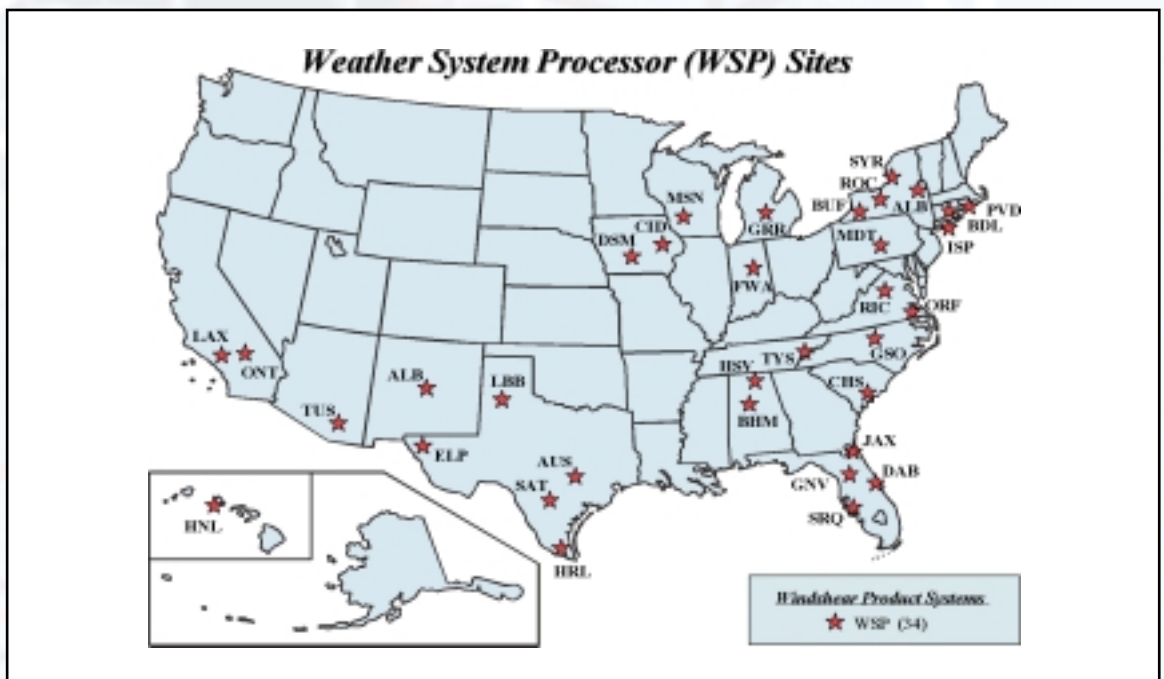 Weather System Processor (WSP) Sites
SYR
ROC
MSN
BUF
ALB
PVD
GRR
BDL
CID
MDT
DSM
ISP
FWA
RIC
ORF
LAX
GSO
ONT
TYS
HSV
ALB
LBB
CHS
TUS
BHM
JAX
ELP
AUS
DAB
GNV
SAT
SRQ
HNL
HRL
Windshear Product Systems
WSP (34)